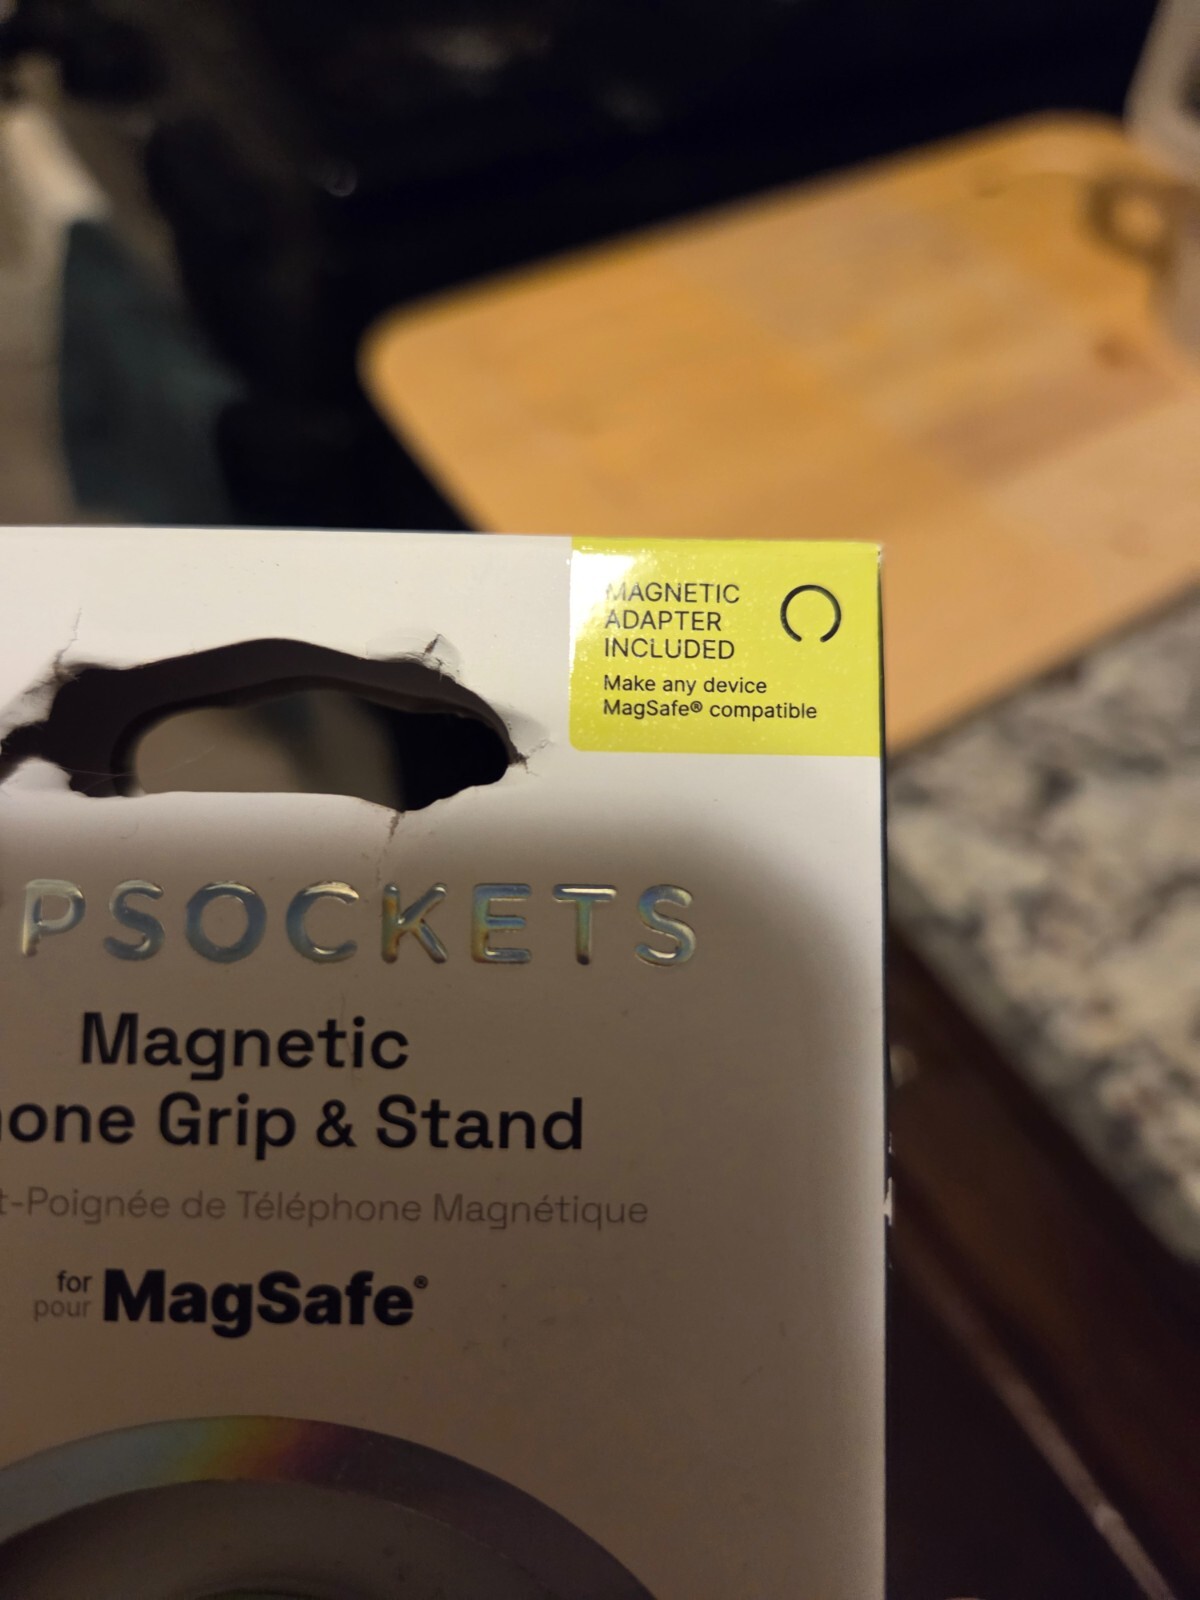 MAGNETIC
ADAPTER
INCLUDED
Make any device
MagSafe® compatible
PSOCKETS
Magnetic
one Grip & Stand
t-Poignée de Téléphone Magnétique
for
pour
MagSafe®